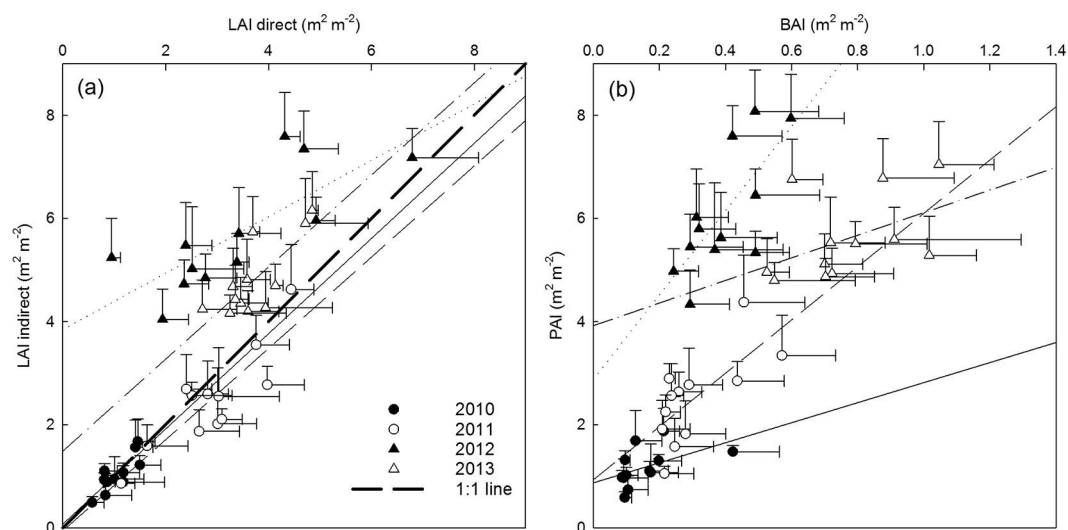 LAI direct (m² m⁻²)
BAI (m² m⁻²)
0 2 4 6 8
0.0 0.2 0.4 0.6 0.8 1.0 1.2 1.4
(a)
(b)
8
6
4
2
0
LAI indirect (m² m⁻²)
8
6
4
2
0
PAI (m² m⁻²)
2010
2011
2012
2013
1:1 line